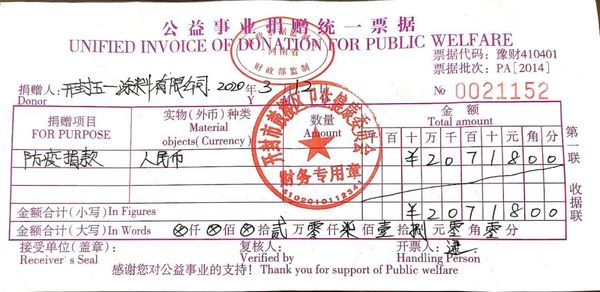 公益事业捐赠统一票据
UNIFIED INVOICE OF DONATION FOR PUBLIC WELFARE
河南省
财政部监制
票据代码：豫财410401
票据批次：PA[2014]
捐赠人：开封五一涂料有限公司 2020年 3月 12日
Donor Y M D
No 0021152
捐赠项目 实物（外币）种类 数量 金额
FOR PURPOSE Material objects(Currency) Amount Total amount
百 十 万 千 百 十 元 角 分
防疫捐款 人民币 ¥ 2 0 7 1 8 0 0
第一联
收据联
财务专用章
4102010112341
金额合计（小写）In Figures ¥ 2 0 7 1 8 0 0
金额合计（大写）In Words ⊗仟⊗佰⊗拾贰万零仟柒佰壹拾捌元零角零分
接受单位（盖章）： 复核人： 开票人：
Receiver's Seal Verified by Handling Person
感谢您对公益事业的支持！Thank you for support of Public welfare